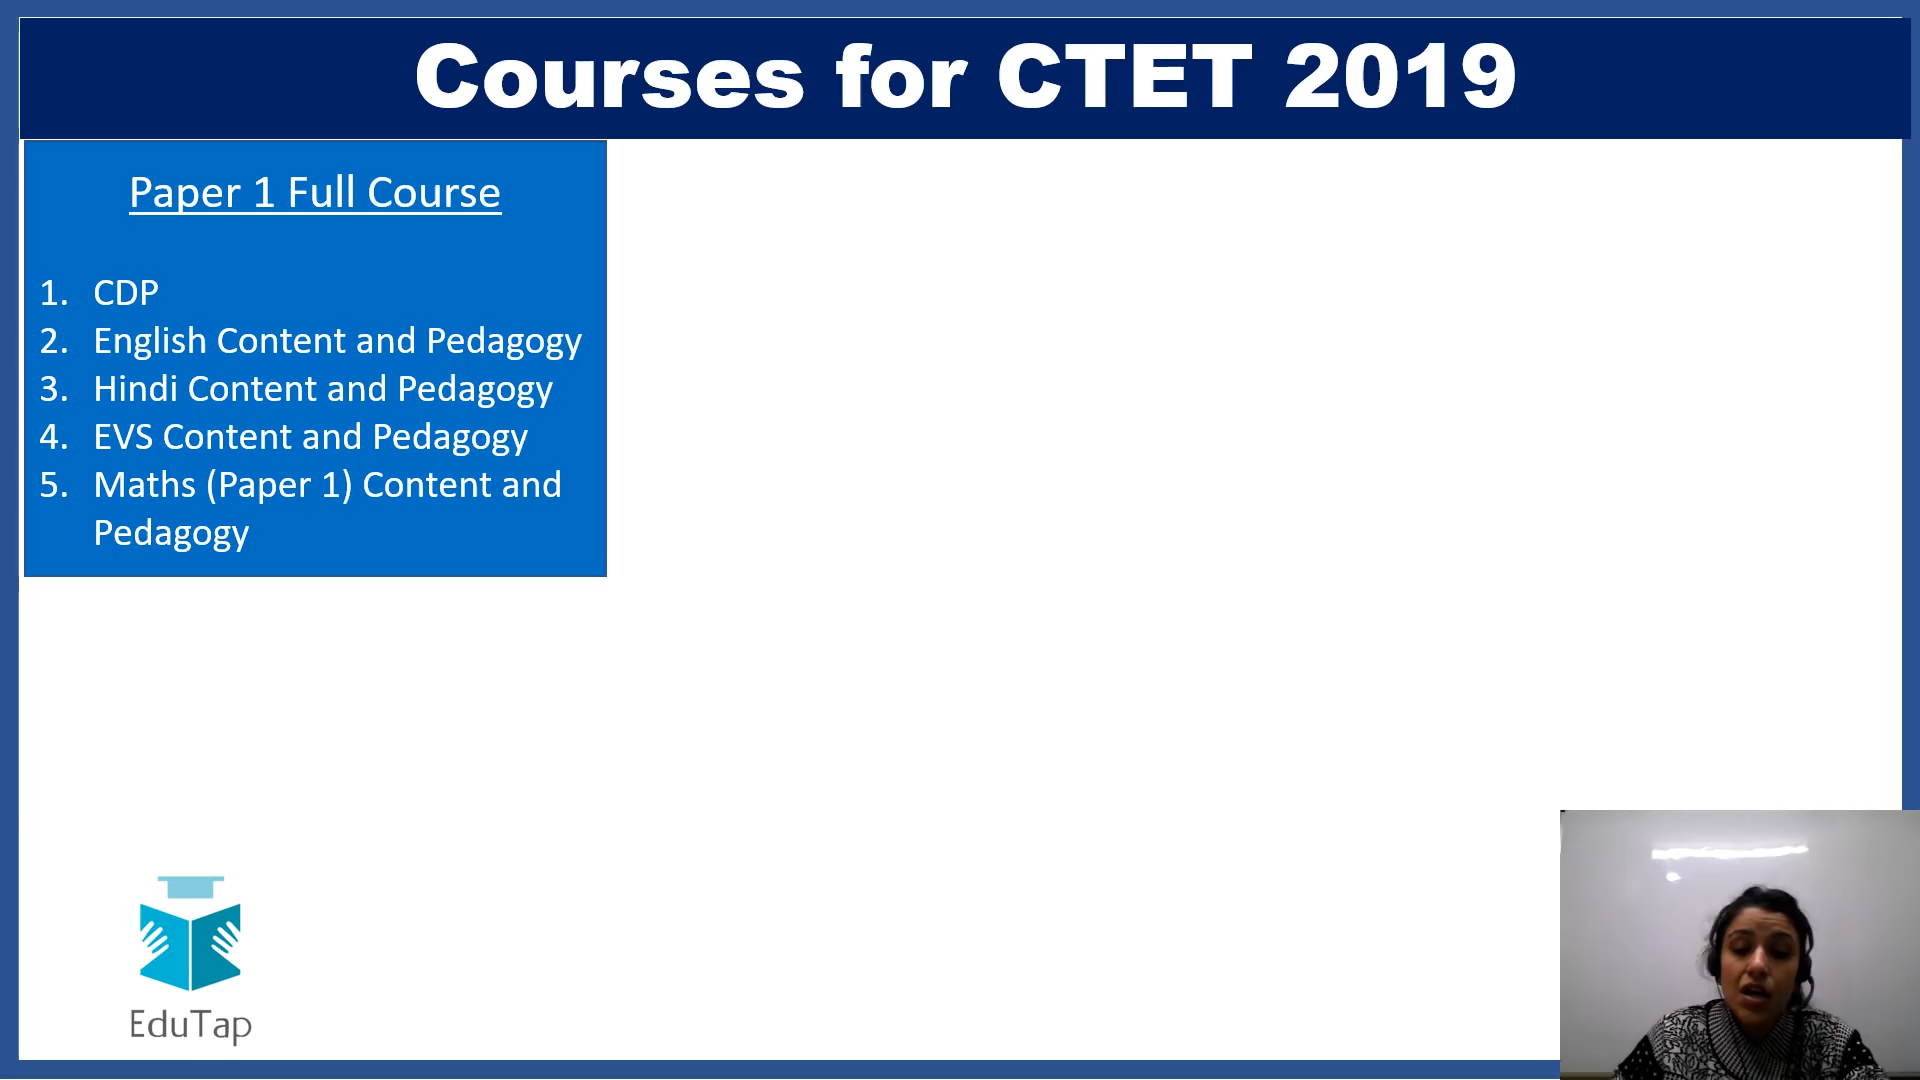 Courses for CTET 2019
Paper 1 Full Course
1. CDP
2. English Content and Pedagogy
3. Hindi Content and Pedagogy
4. EVS Content and Pedagogy
5. Maths (Paper 1) Content and
Pedagogy
EduTap